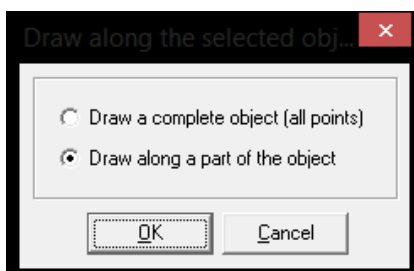 Draw along the selected obj...
Draw a complete object (all points)
Draw along a part of the object
OK Cancel